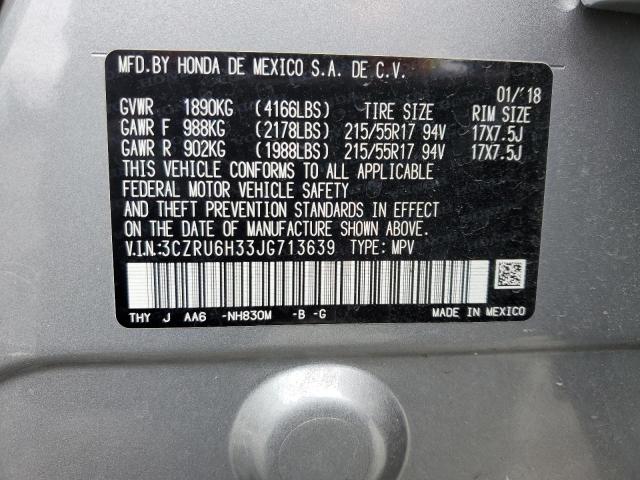 MFD.BY HONDA DE MEXICO S.A. DE C.V.
01/'18
GVWR 1890KG (4166LBS) TIRE SIZE RIM SIZE
GAWR F 988KG (2178LBS) 215/55R17 94V 17X7.5J
GAWR R 902KG (1988LBS) 215/55R17 94V 17X7.5J
THIS VEHICLE CONFORMS TO ALL APPLICABLE
FEDERAL MOTOR VEHICLE SAFETY
AND THEFT PREVENTION STANDARDS IN EFFECT
ON THE DATE OF MANUFACTURE SHOWN ABOVE.
V.I.N.:3CZRU6H33JG713639 TYPE: MPV
THY J AA6 -NH830M -B -G MADE IN MEXICO